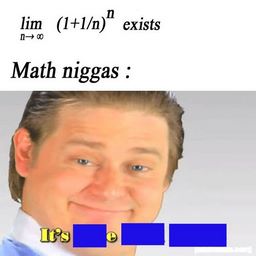 lim (1+1/n)^n exists
n→∞
Math niggas :
It's e